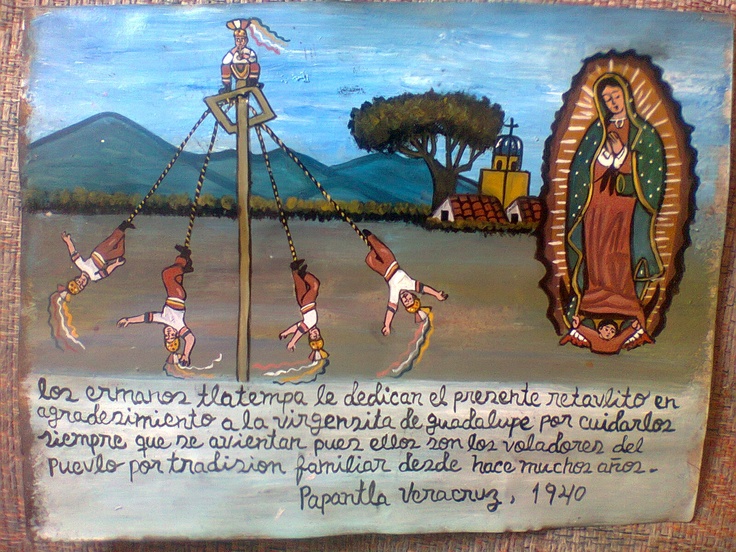 los ermanos tlatempa le dedican el presente retavlito en
agradesimiento a la virgensita de guadalupe por cuidarlos
siempre que se avientan pues ellos son los voladores del
puevlo por tradision familiar desde hace muchos años.
Papantla Veracruz, 1940